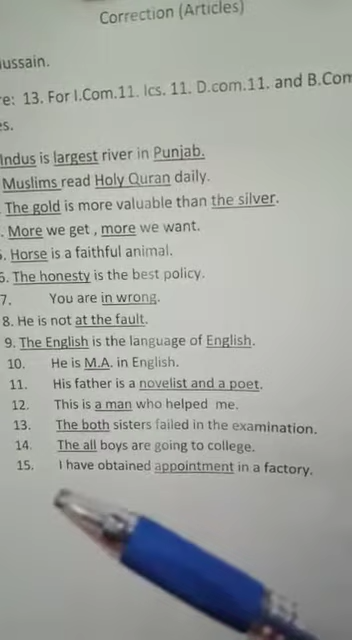 Correction (Articles)
ussain.
re: 13. For I.Com.11. Ics. 11. D.com.11. and B.Com
es.
Indus is largest river in Punjab.
Muslims read Holy Quran daily.
. The gold is more valuable than the silver.
. More we get , more we want.
5. Horse is a faithful animal.
6. The honesty is the best policy.
7. You are in wrong.
8. He is not at the fault.
9. The English is the language of English.
10. He is M.A. in English.
11. His father is a novelist and a poet.
12. This is a man who helped me.
13. The both sisters failed in the examination.
14. The all boys are going to college.
15. I have obtained appointment in a factory.